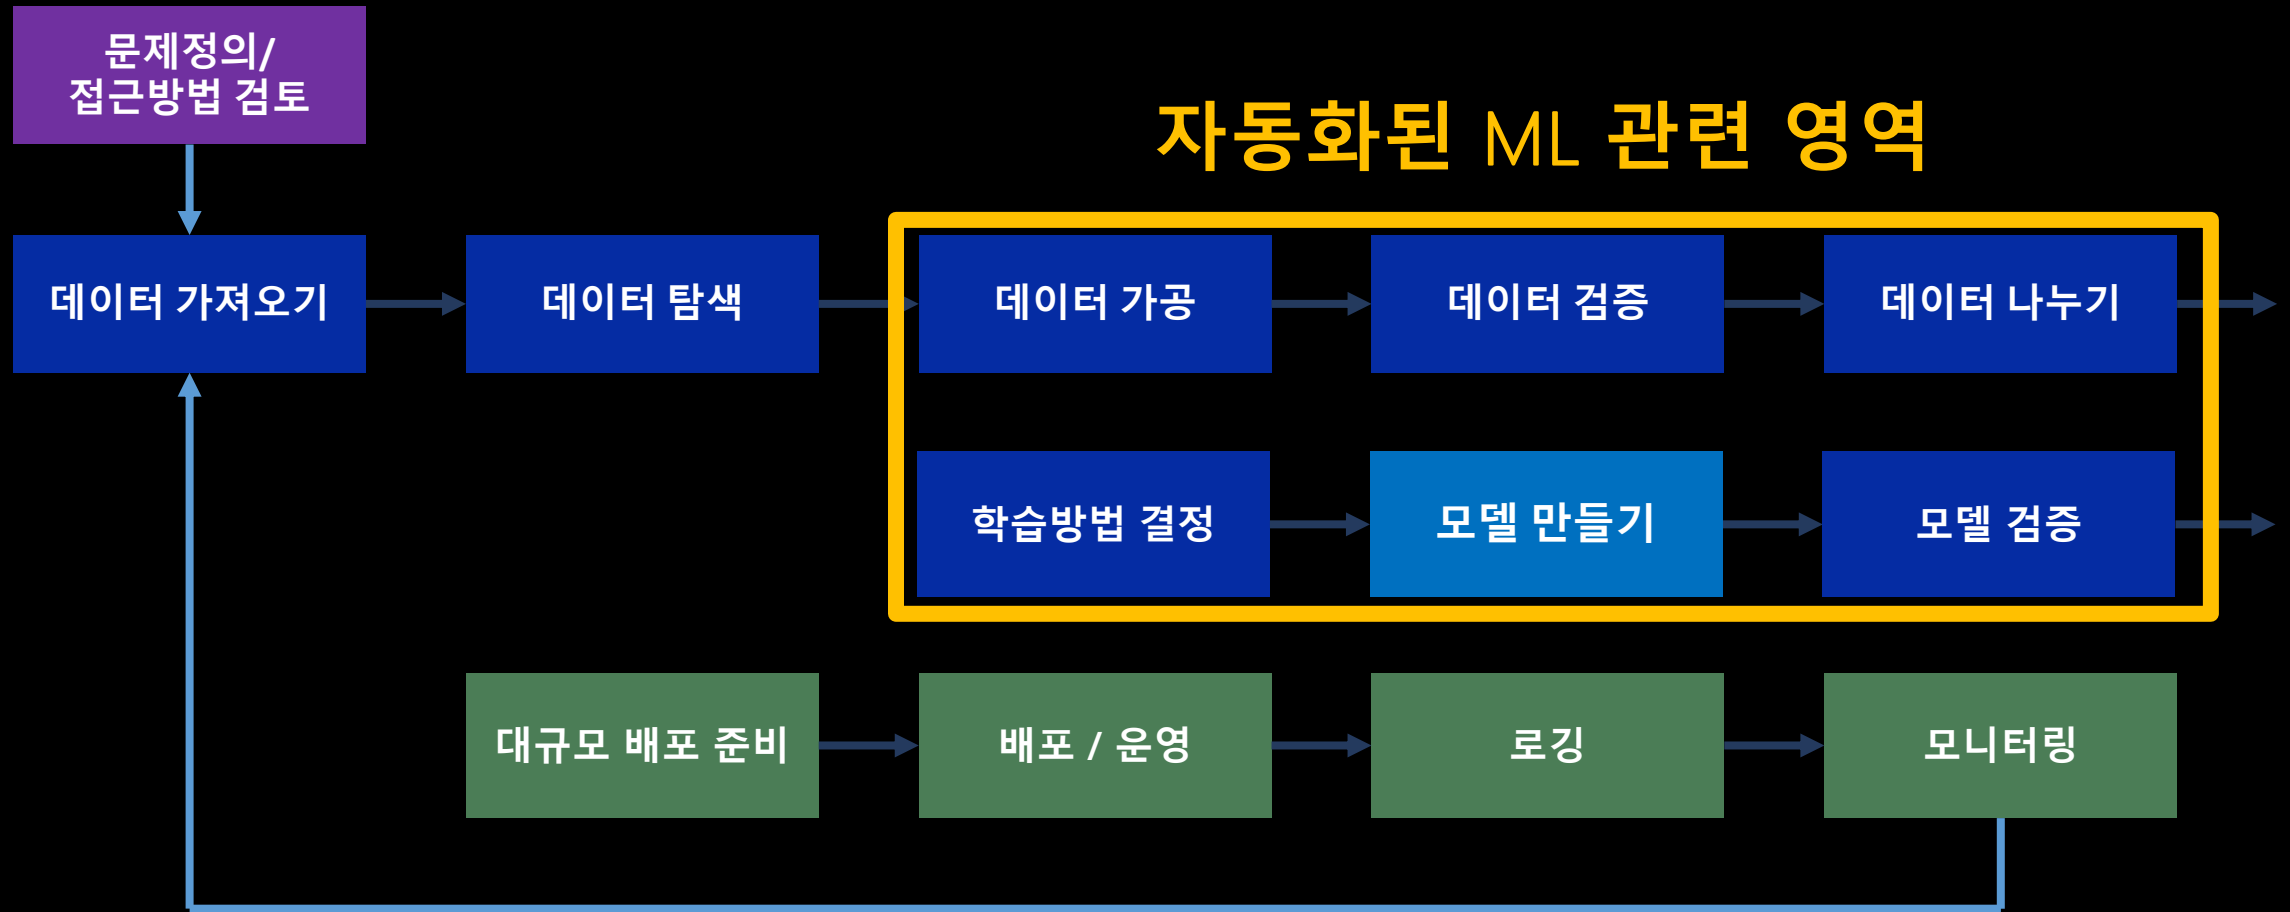 문제정의/
접근방법 검토
자동화된 ML 관련 영역
데이터 가져오기
데이터 탐색
데이터 가공
데이터 검증
데이터 나누기
학습방법 결정
모델 만들기
모델 검증
대규모 배포 준비
배포 / 운영
로깅
모니터링